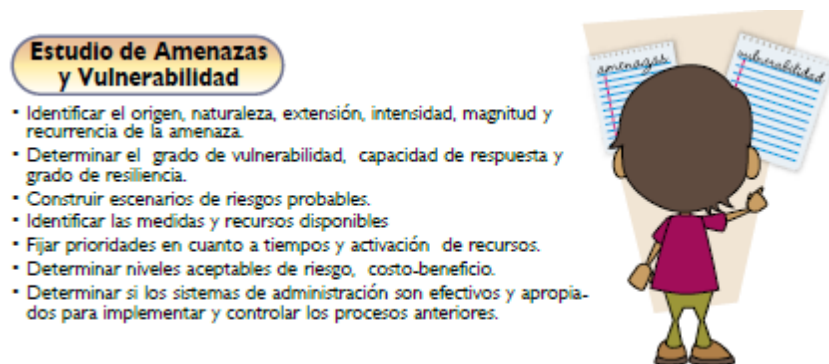 Estudio de Amenazas
y Vulnerabilidad
• Identificar el origen, naturaleza, extensión, intensidad, magnitud y
recurrencia de la amenaza.
• Determinar el grado de vulnerabilidad, capacidad de respuesta y
grado de resiliencia.
• Construir escenarios de riesgos probables.
• Identificar las medidas y recursos disponibles
• Fijar prioridades en cuanto a tiempos y activación de recursos.
• Determinar niveles aceptables de riesgo, costo-beneficio.
• Determinar si los sistemas de administración son efectivos y apropia-
dos para implementar y controlar los procesos anteriores.
amenazas
vulnerabilidad